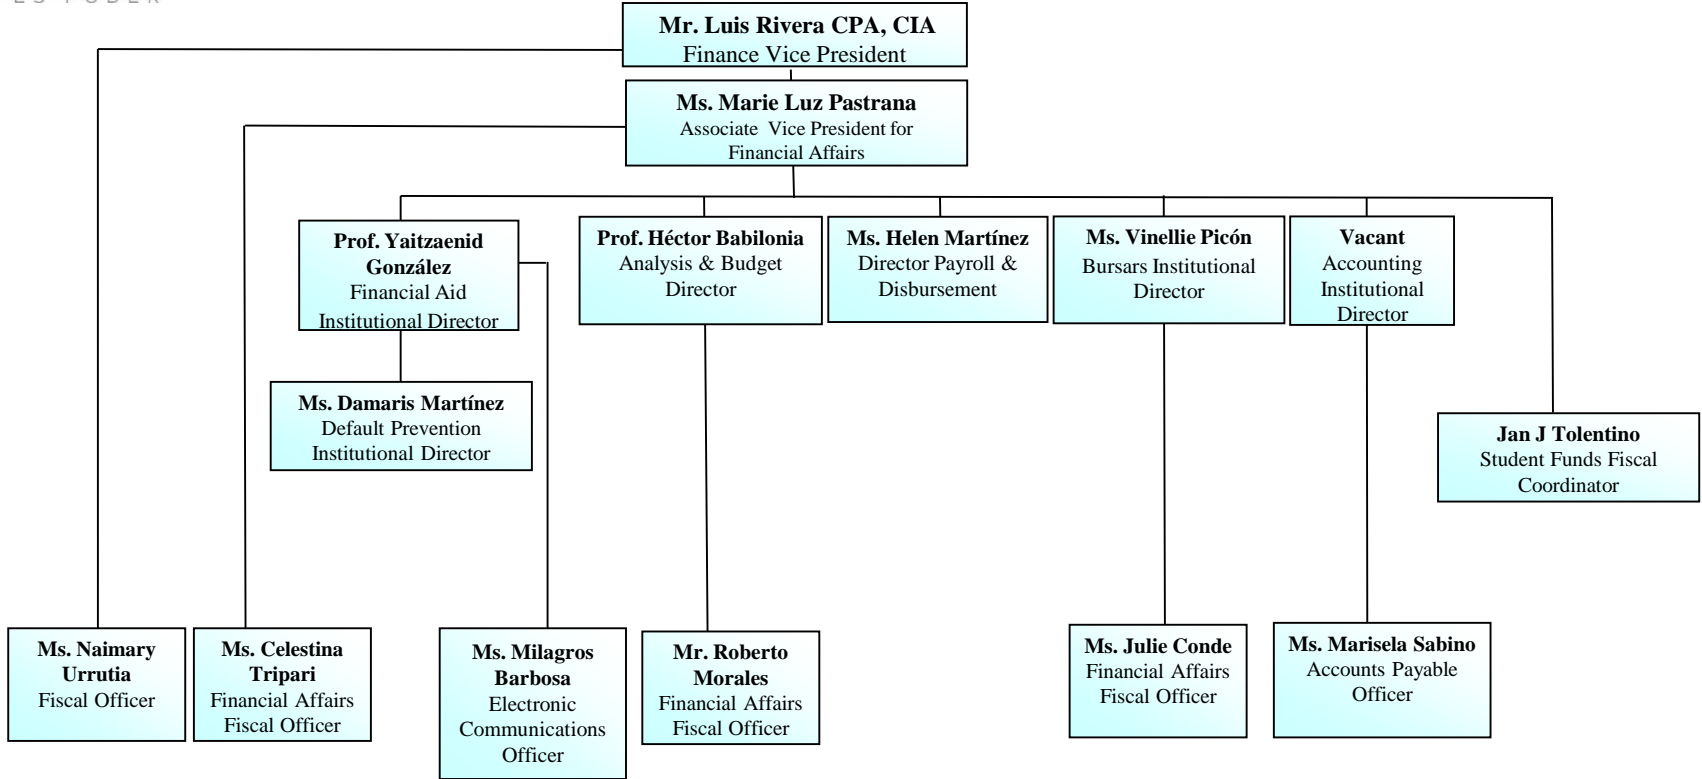 ES PODER
Mr. Luis Rivera CPA, CIA
Finance Vice President
Ms. Marie Luz Pastrana
Associate Vice President for
Financial Affairs
Prof. Yaitzaenid
González
Financial Aid
Institutional Director
Prof. Héctor Babilonia
Analysis & Budget
Director
Ms. Helen Martínez
Director Payroll &
Disbursement
Ms. Vinellie Picón
Bursars Institutional
Director
Vacant
Accounting
Institutional
Director
Ms. Damaris Martínez
Default Prevention
Institutional Director
Jan J Tolentino
Student Funds Fiscal
Coordinator
Ms. Naimary
Urrutia
Fiscal Officer
Ms. Celestina
Tripari
Financial Affairs
Fiscal Officer
Ms. Milagros
Barbosa
Electronic
Communications
Officer
Mr. Roberto
Morales
Financial Affairs
Fiscal Officer
Ms. Julie Conde
Financial Affairs
Fiscal Officer
Ms. Marisela Sabino
Accounts Payable
Officer